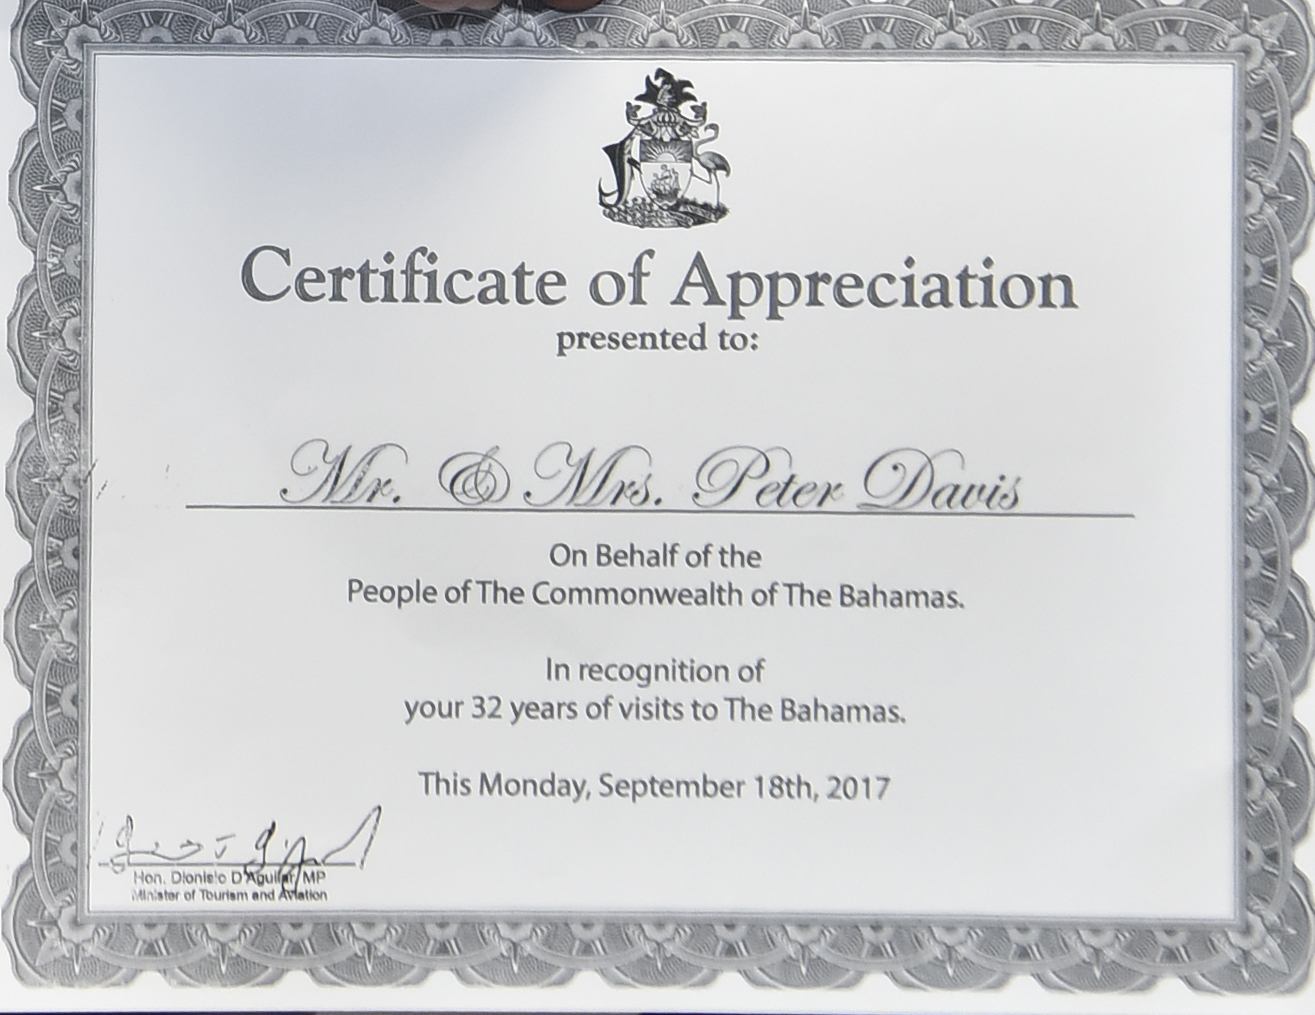 Certificate of Appreciation
presented to:
Mr. & Mrs. Peter Davis
On Behalf of the
People of The Commonwealth of The Bahamas.
In recognition of
your 32 years of visits to The Bahamas.
This Monday, September 18th, 2017
Hon. Dionisio D'Aguilar, MP
Minister of Tourism and Aviation